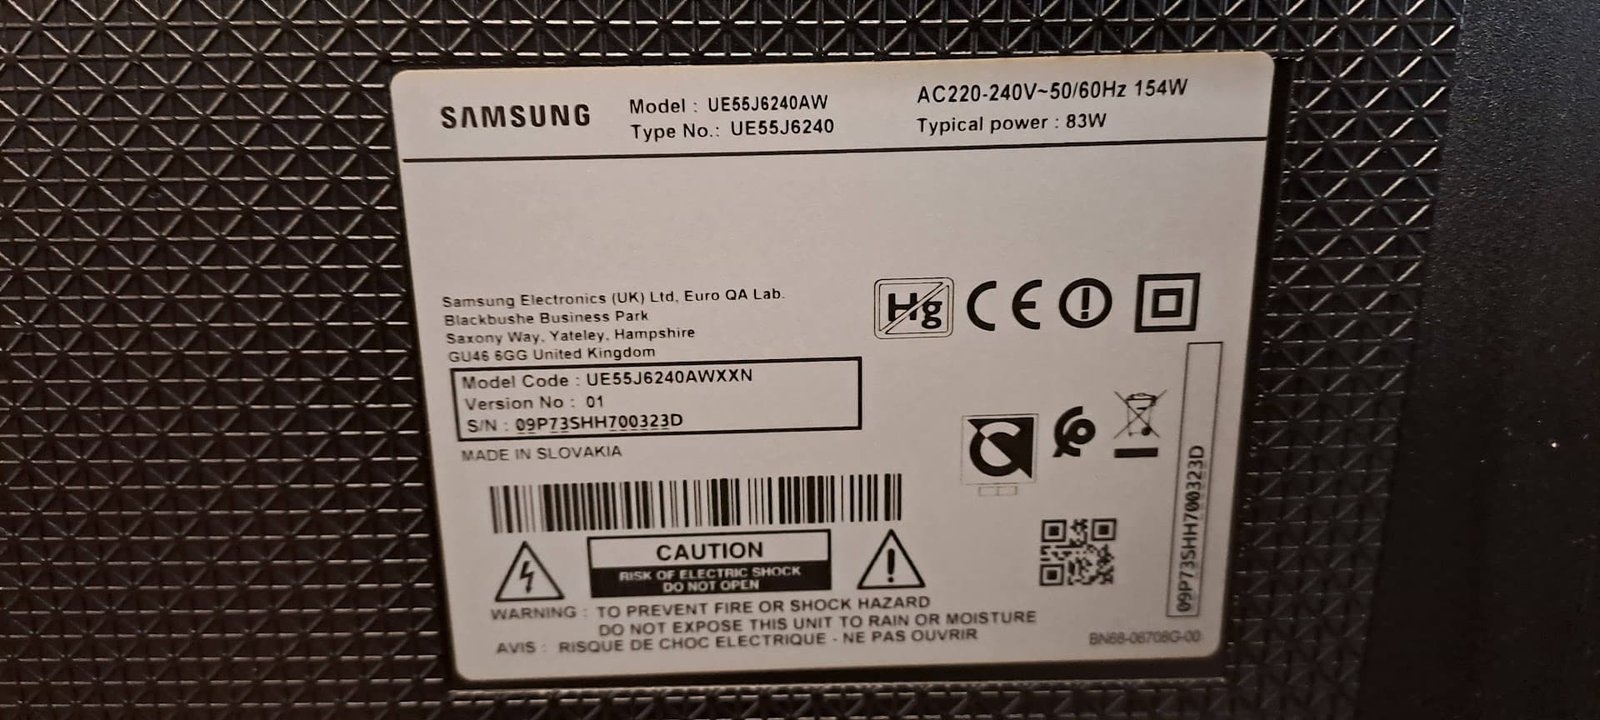 SAMSUNG
Model : UE55J6240AW
Type No.: UE55J6240
AC220-240V~50/60Hz 154W
Typical power : 83W
Samsung Electronics (UK) Ltd, Euro QA Lab.
Blackbushe Business Park
Saxony Way, Yateley, Hampshire
GU46 6GG United Kingdom
Hg
CE
Model Code : UE55J6240AWXXN
Version No : 01
S/N : 09P73SHH700323D
MADE IN SLOVAKIA
09P73SHH700323D
CAUTION
RISK OF ELECTRIC SHOCK
DO NOT OPEN
WARNING : TO PREVENT FIRE OR SHOCK HAZARD
DO NOT EXPOSE THIS UNIT TO RAIN OR MOISTURE
AVIS : RISQUE DE CHOC ELECTRIQUE - NE PAS OUVRIR
BN68-06708G-00